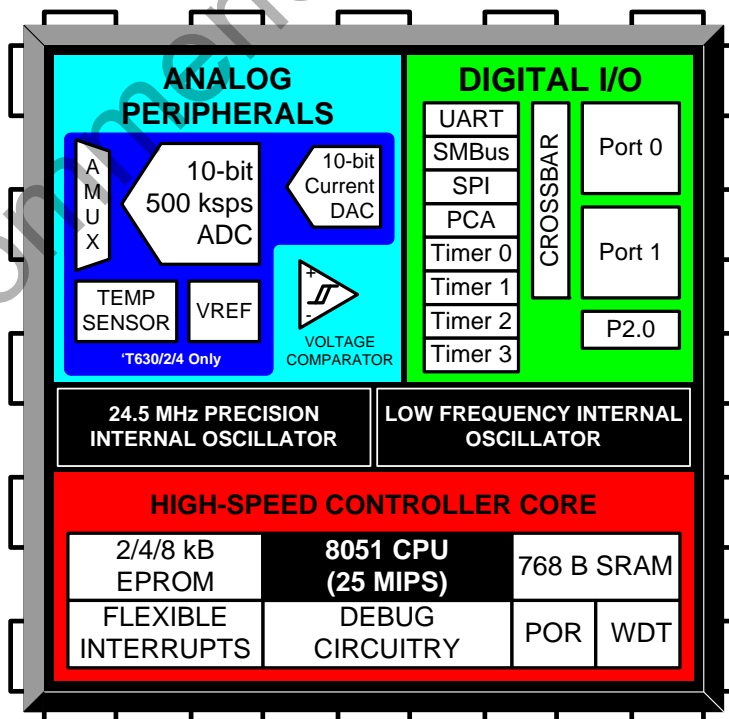 ANALOG
PERIPHERALS
A
M
U
X
10-bit
500 ksps
ADC
10-bit
Current
DAC
TEMP
SENSOR
VREF
'T630/2/4 Only
+
-
VOLTAGE
COMPARATOR
DIGITAL I/O
UART
SMBus
SPI
PCA
Timer 0
Timer 1
Timer 2
Timer 3
CROSSBAR
Port 0
Port 1
P2.0
24.5 MHz PRECISION
INTERNAL OSCILLATOR
LOW FREQUENCY INTERNAL
OSCILLATOR
HIGH-SPEED CONTROLLER CORE
2/4/8 kB
EPROM
8051 CPU
(25 MIPS)
768 B SRAM
FLEXIBLE
INTERRUPTS
DEBUG
CIRCUITRY
POR
WDT